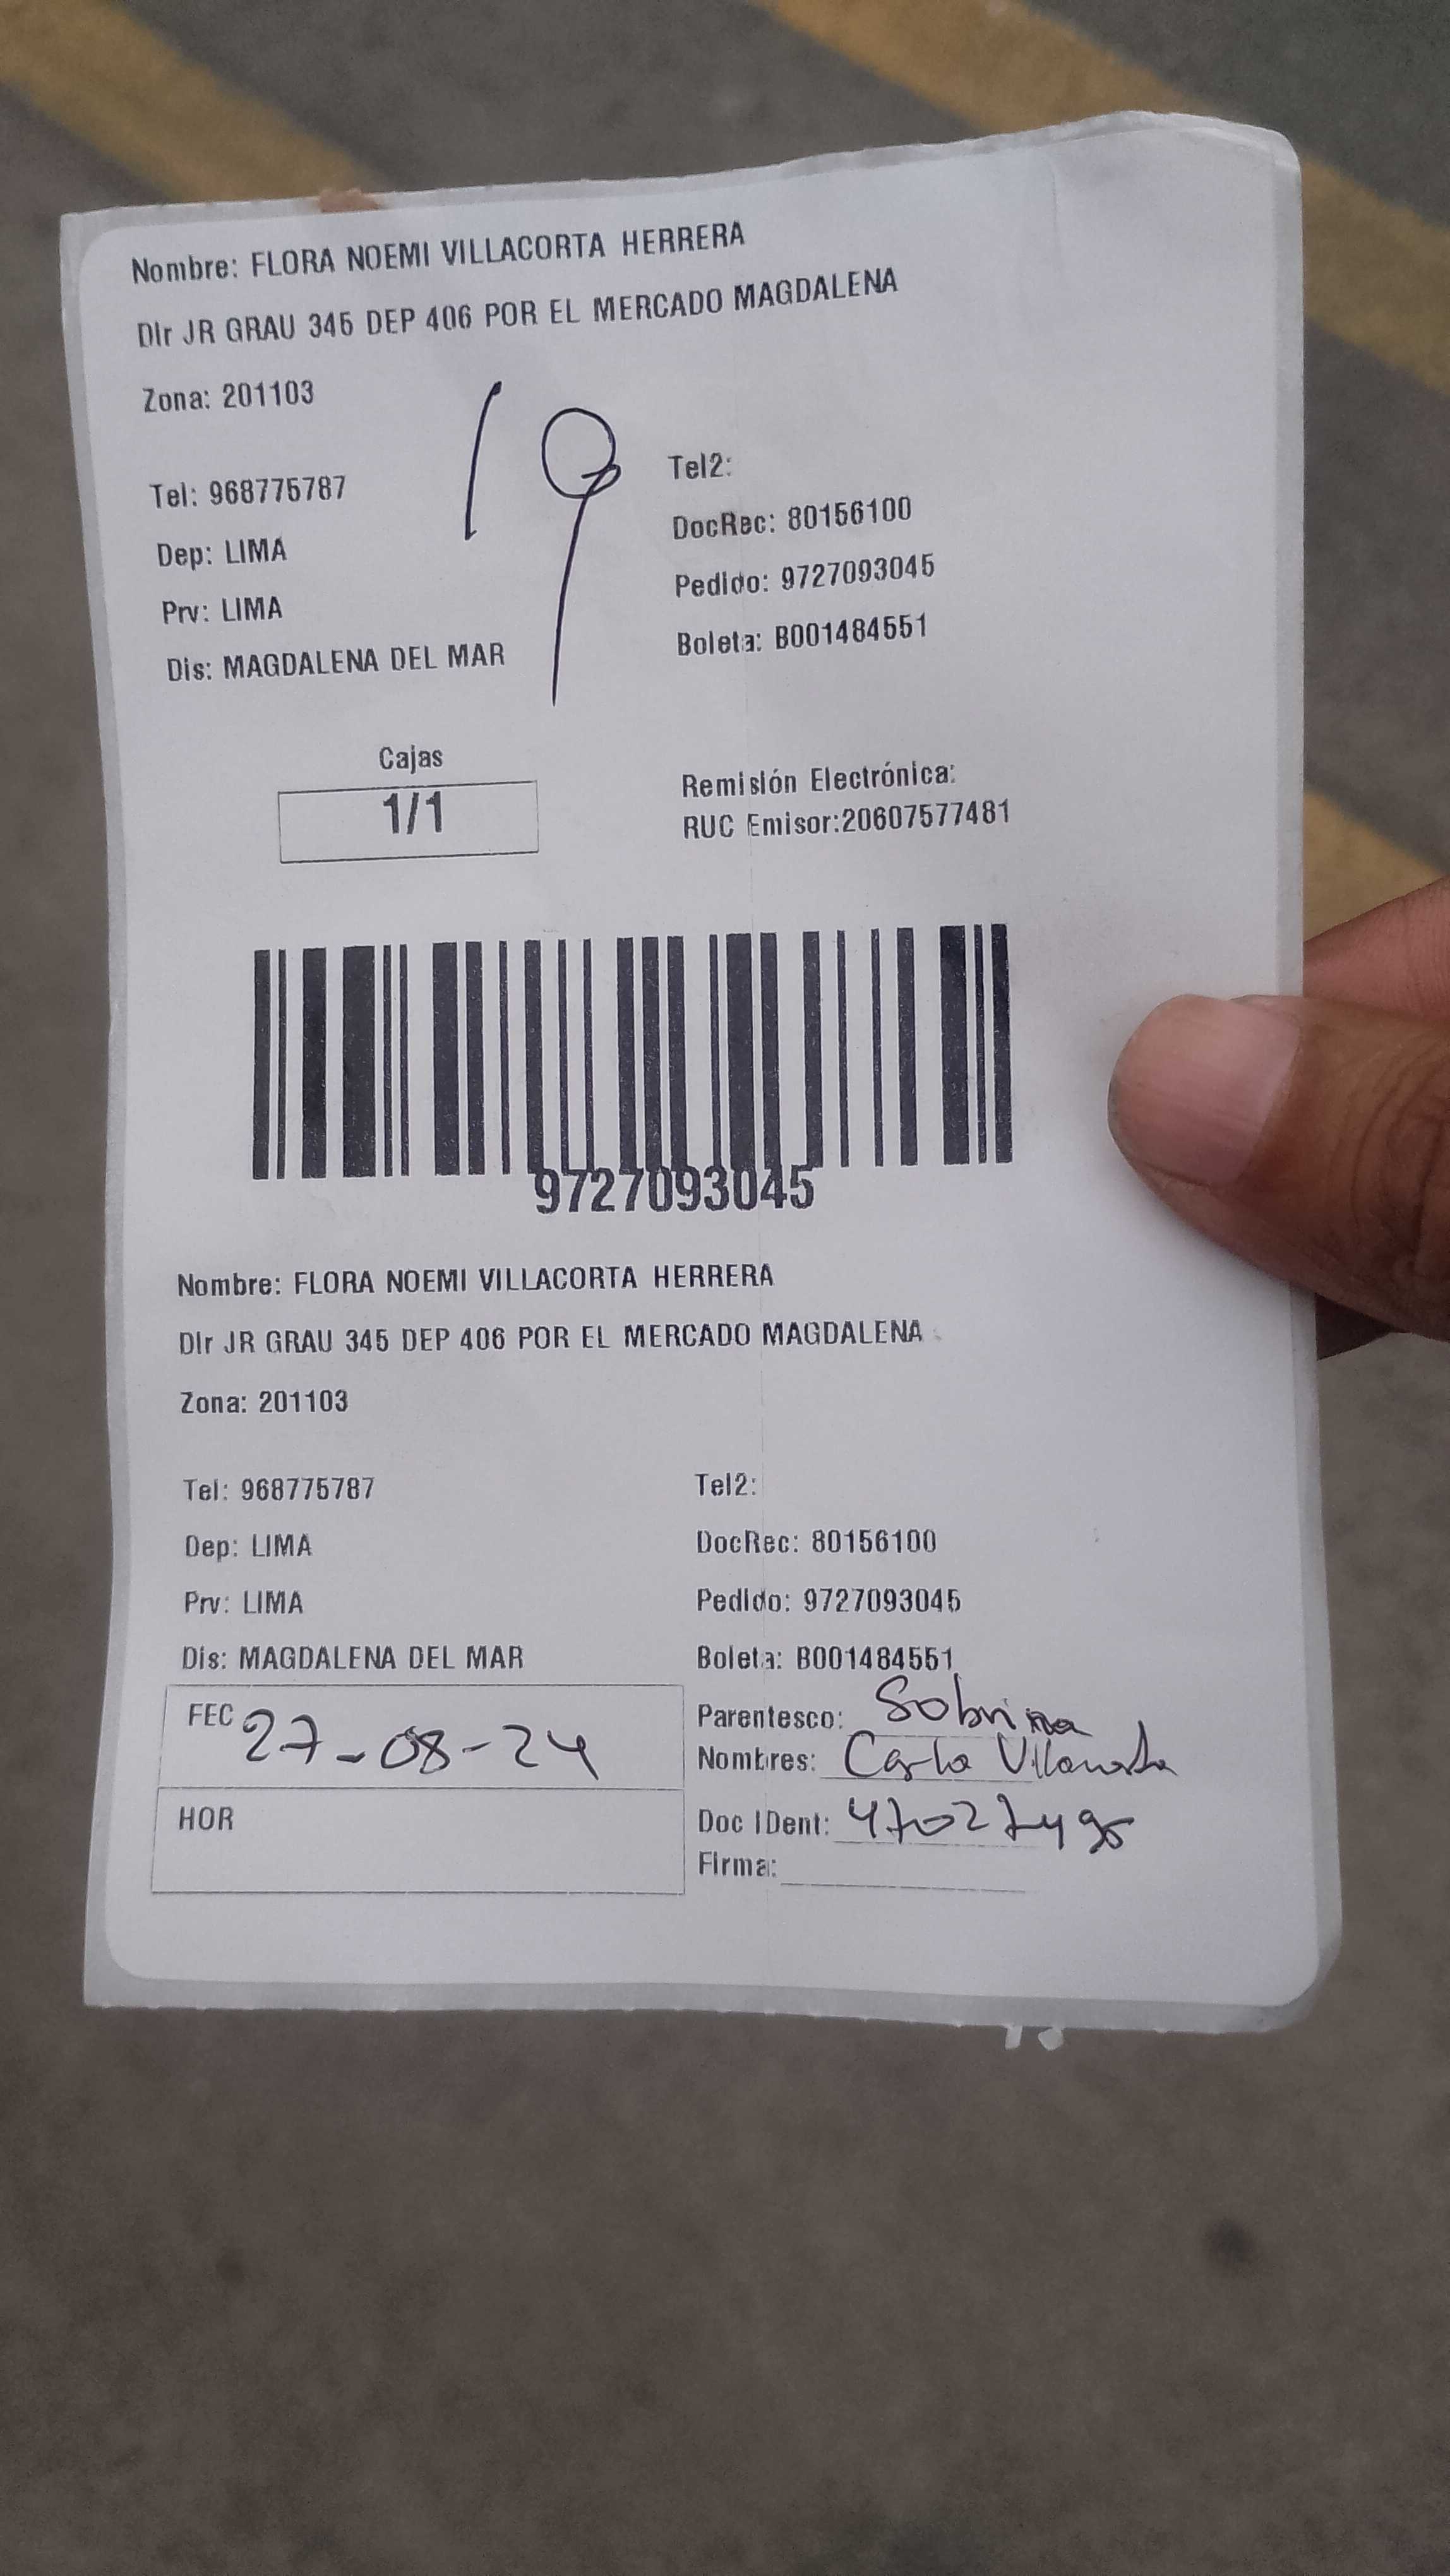 Nombre: FLORA NOEMI VILLACORTA HERRERA
Dir JR GRAU 345 DEP 406 POR EL MERCADO MAGDALENA
Zona: 201103
19
Tel: 968775787
Tel2:
Dep: LIMA
DocRec: 80156100
Prv: LIMA
Pedido: 9727093045
Dis: MAGDALENA DEL MAR
Boleta: B001484551
Cajas
1/1
Remisión Electrónica:
RUC Emisor:20607577481
9727093045
Nombre: FLORA NOEMI VILLACORTA HERRERA
Dir JR GRAU 345 DEP 406 POR EL MERCADO MAGDALENA
Zona: 201103
Tel: 968775787
Tel2:
Dep: LIMA
DocRec: 80156100
Prv: LIMA
Pedido: 9727093045
Dis: MAGDALENA DEL MAR
Boleta: B001484551
FEC 27-08-24
Parentesco: Sobrina
Nombres: Carla Villacorta
HOR
Doc IDent:
Firma: